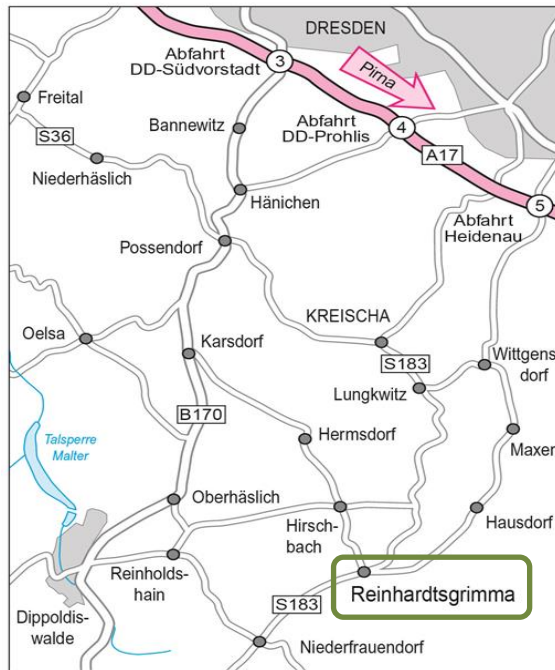 DRESDEN
Abfahrt
DD-Südvorstadt
3
Pirna
Freital
Abfahrt
DD-Prohlis
4
Bannewitz
S36
A17
Niederhäslich
Hänichen
5
Abfahrt
Heidenau
Possendorf
KREISCHA
Oelsa
Karsdorf
Wittgens
dorf
S183
Lungkwitz
B170
Talsperre
Malter
Hermsdorf
Maxen
Oberhäslich
Hirsch-
bach
Hausdorf
Reinholds-
hain
Reinhardtsgrimma
S183
Dippoldis-
walde
Niederfrauendorf